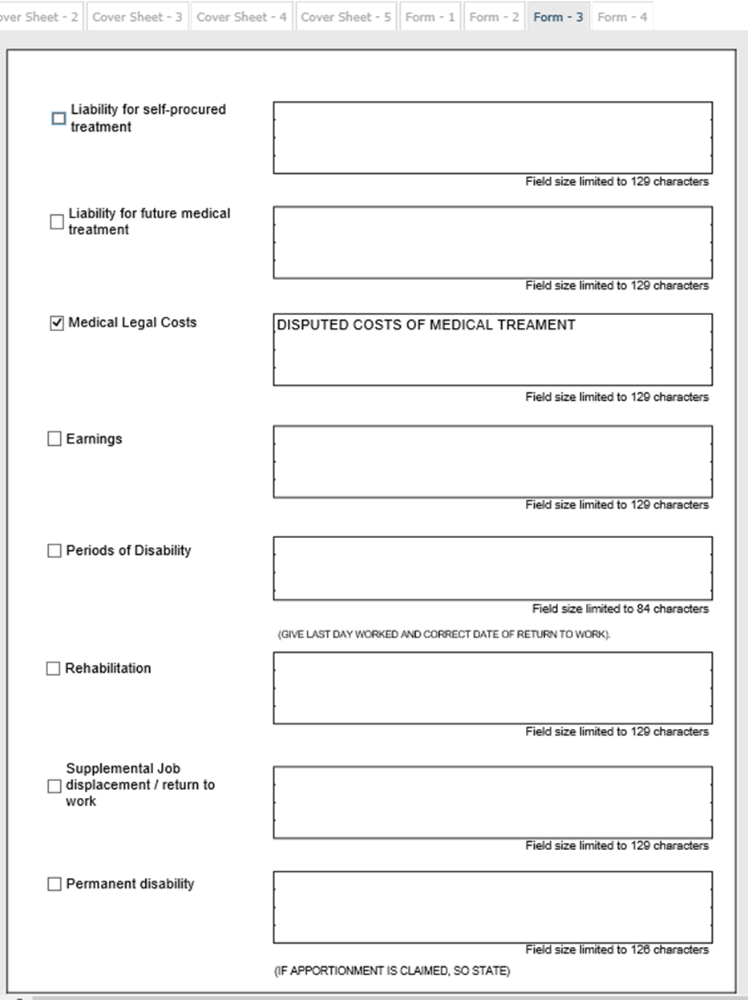 over Sheet - 2 Cover Sheet - 3 Cover Sheet - 4 Cover Sheet - 5 Form - 1 Form - 2 Form - 3 Form - 4
Liability for self-procured
treatment
Field size limited to 129 characters
Liability for future medical
treatment
Field size limited to 129 characters
Medical Legal Costs
DISPUTED COSTS OF MEDICAL TREAMENT
Field size limited to 129 characters
Earnings
Field size limited to 129 characters
Periods of Disability
Field size limited to 84 characters
(GIVE LAST DAY WORKED AND CORRECT DATE OF RETURN TO WORK).
Rehabilitation
Field size limited to 129 characters
Supplemental Job
displacement / return to
work
Field size limited to 129 characters
Permanent disability
Field size limited to 126 characters
(IF APPORTIONMENT IS CLAIMED, SO STATE)